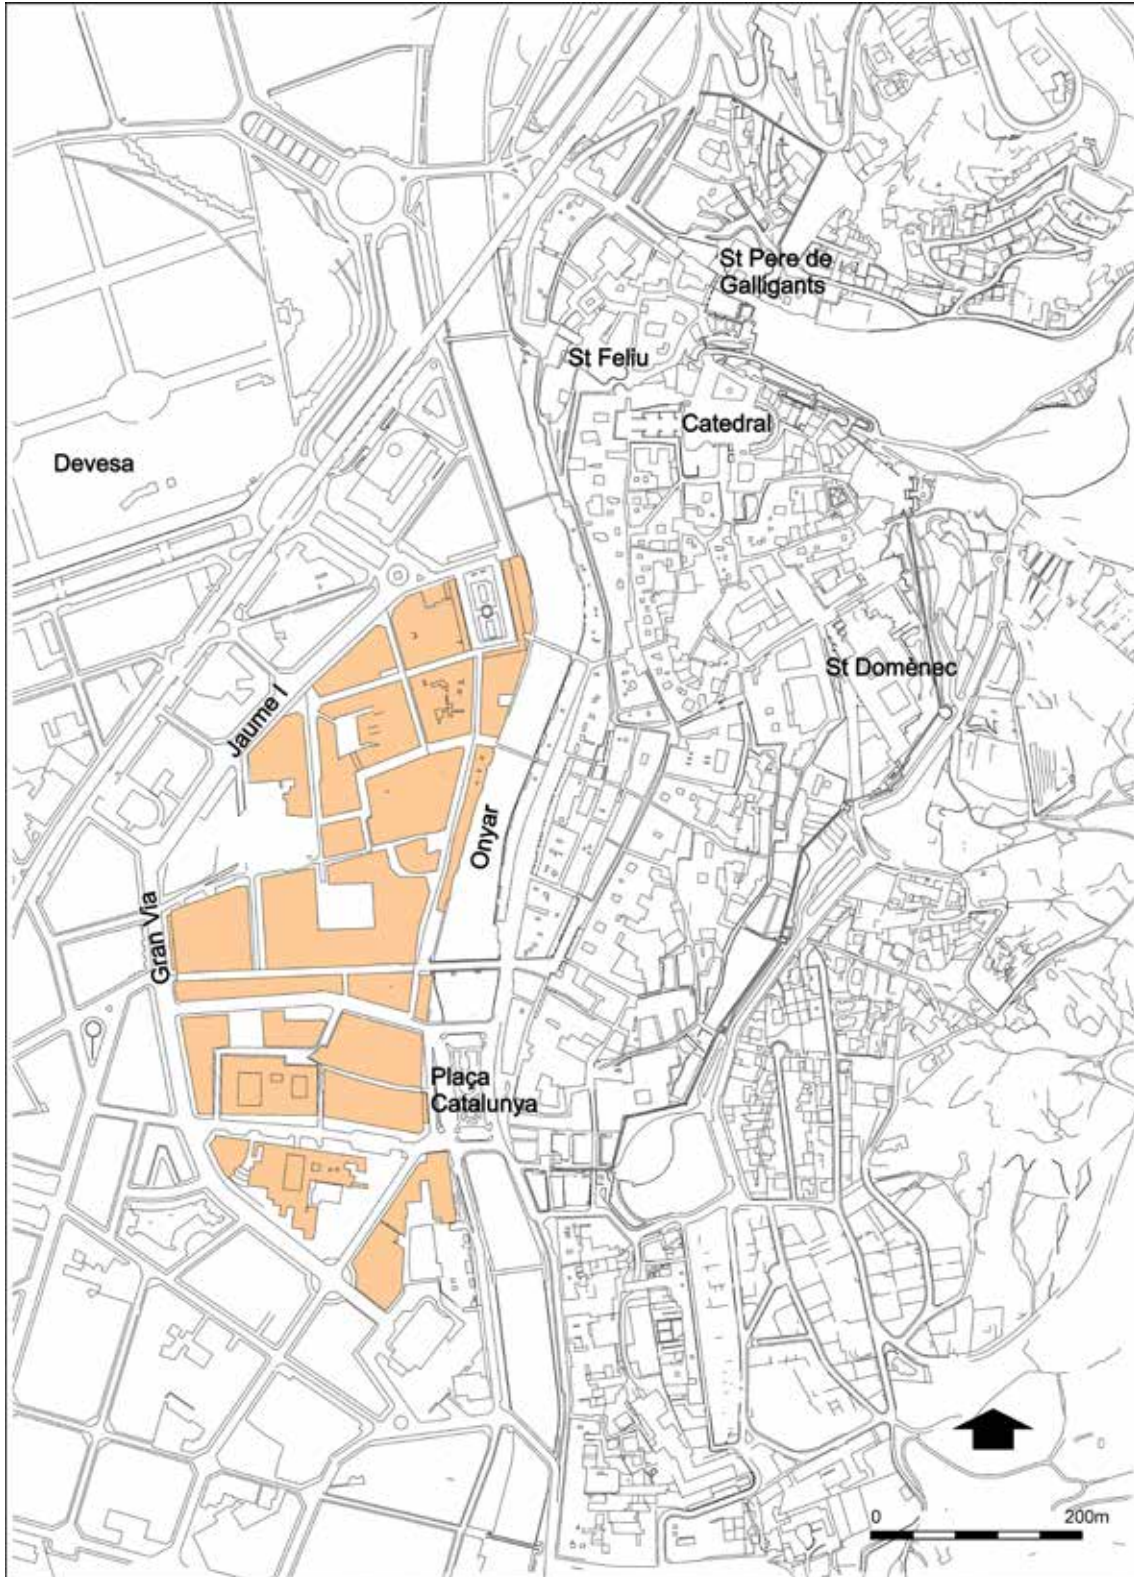 St Pere de
Galligants
St Feliu
Catedral
Devesa
St Domènec
Jaume I
Onyar
Gran Via
Plaça
Catalunya
0 200m